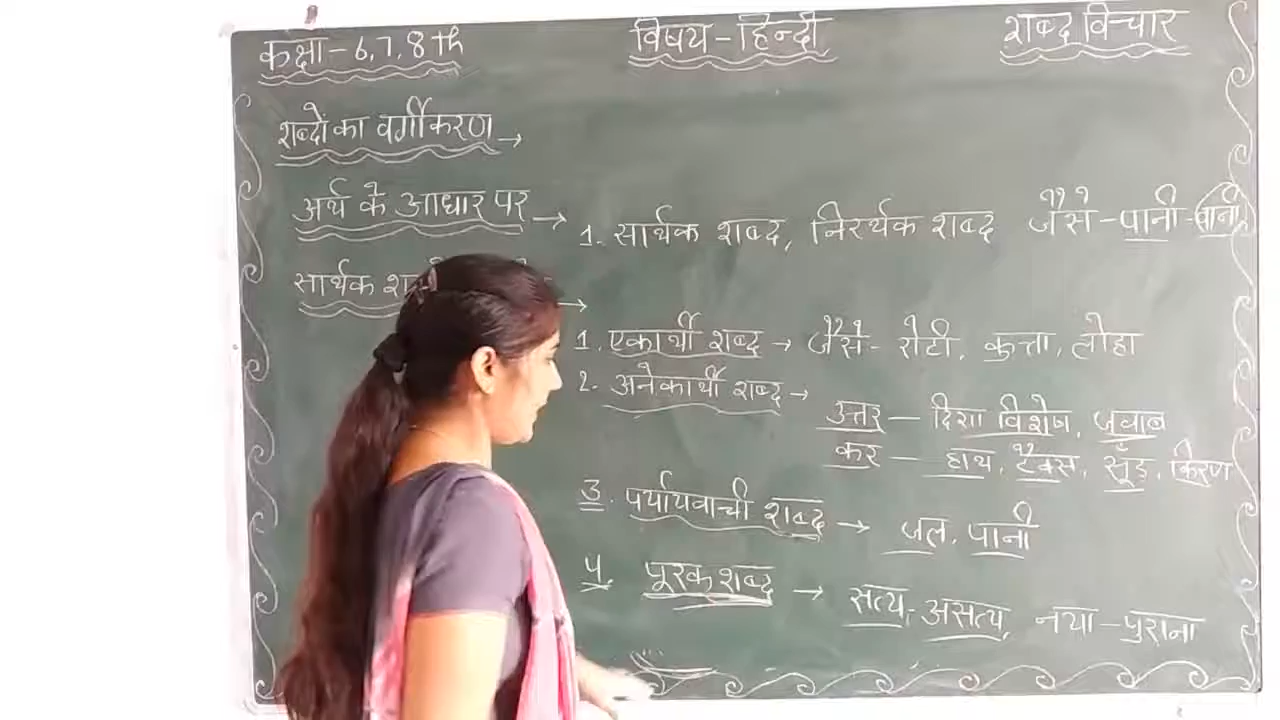 कक्षा - 6, 7, 8 th
विषय - हिन्दी
शब्द विचार
शब्दों का वर्गीकरण →
अर्थ के आधार पर →
1. सार्थक शब्द, निरर्थक शब्द जैसे - पानी - वानी
सार्थक →
1. एकार्थी शब्द → जैसे - रोटी, कुत्ता, लोहा
2. अनेकार्थी शब्द →
उत्तर — दिशा विशेष, जवाब
कर — हाथ, टैक्स, सूँड, किरण
3. पर्यायवाची शब्द → जल, पानी
4. पूरक शब्द → सत्य, असत्य, नया - पुराना